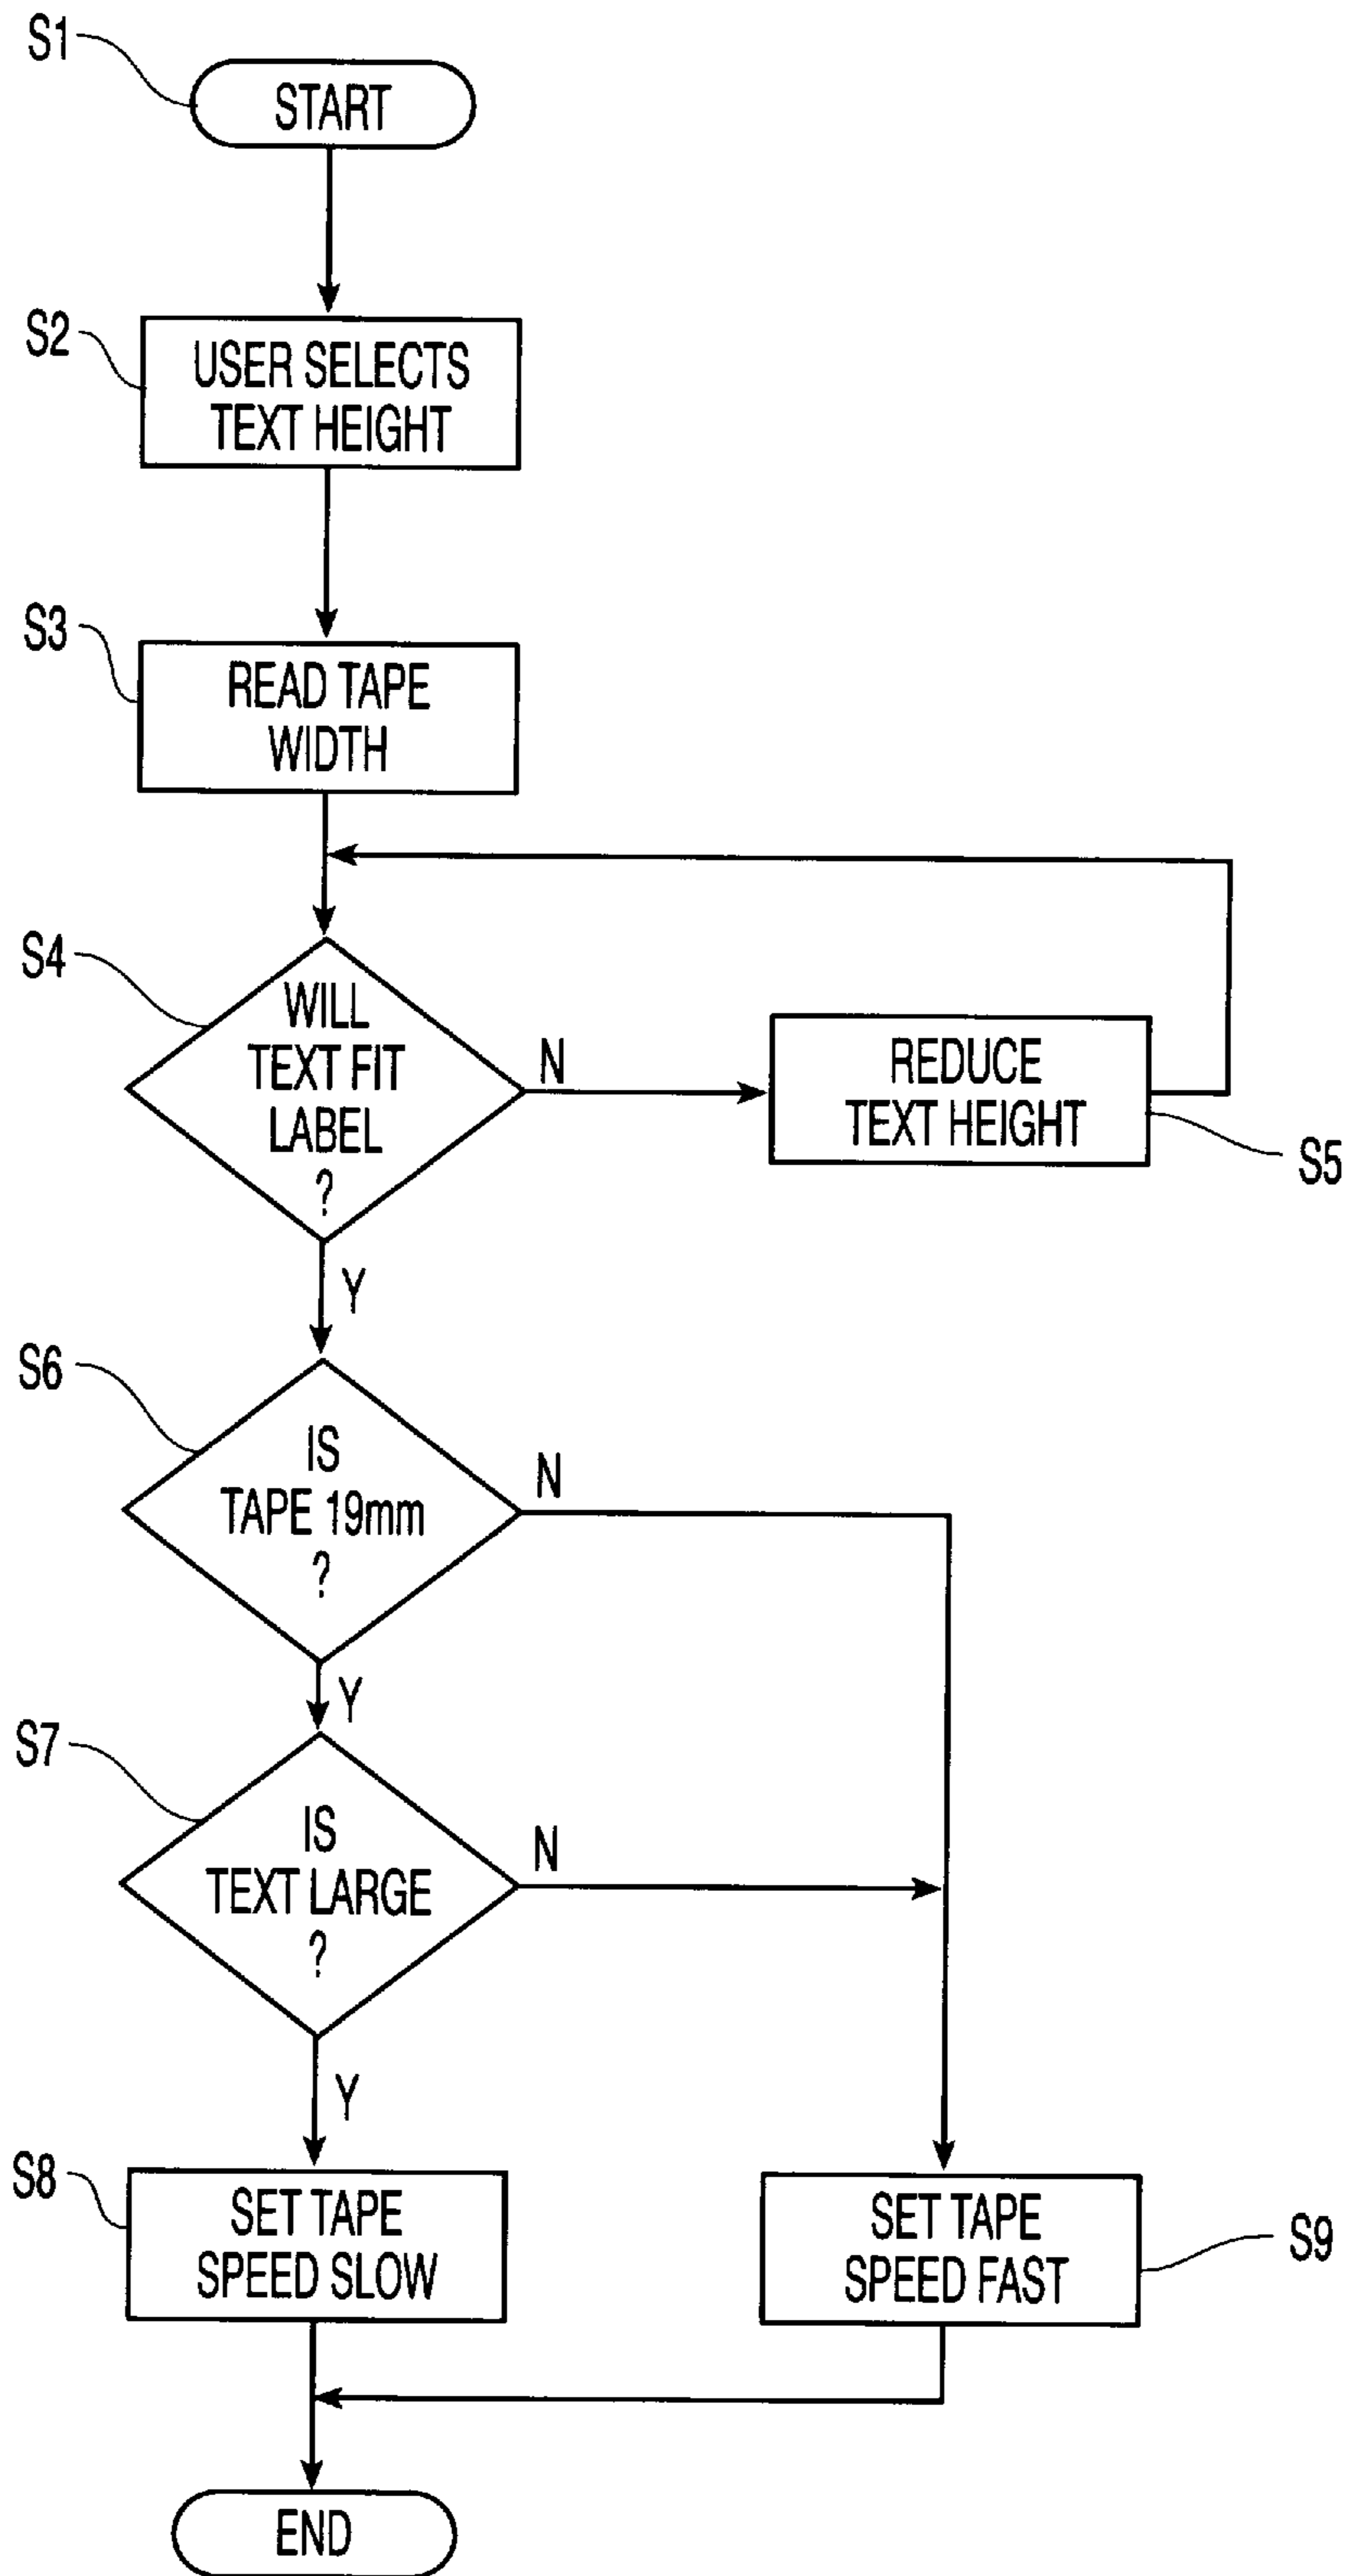 S1
START
S2
USER SELECTS
TEXT HEIGHT
S3
READ TAPE
WIDTH
S4
WILL
TEXT FIT
LABEL
?
N
REDUCE
TEXT HEIGHT
S5
Y
S6
IS
TAPE 19mm
?
N
Y
S7
IS
TEXT LARGE
?
N
Y
S8
SET TAPE
SPEED SLOW
SET TAPE
SPEED FAST
S9
END